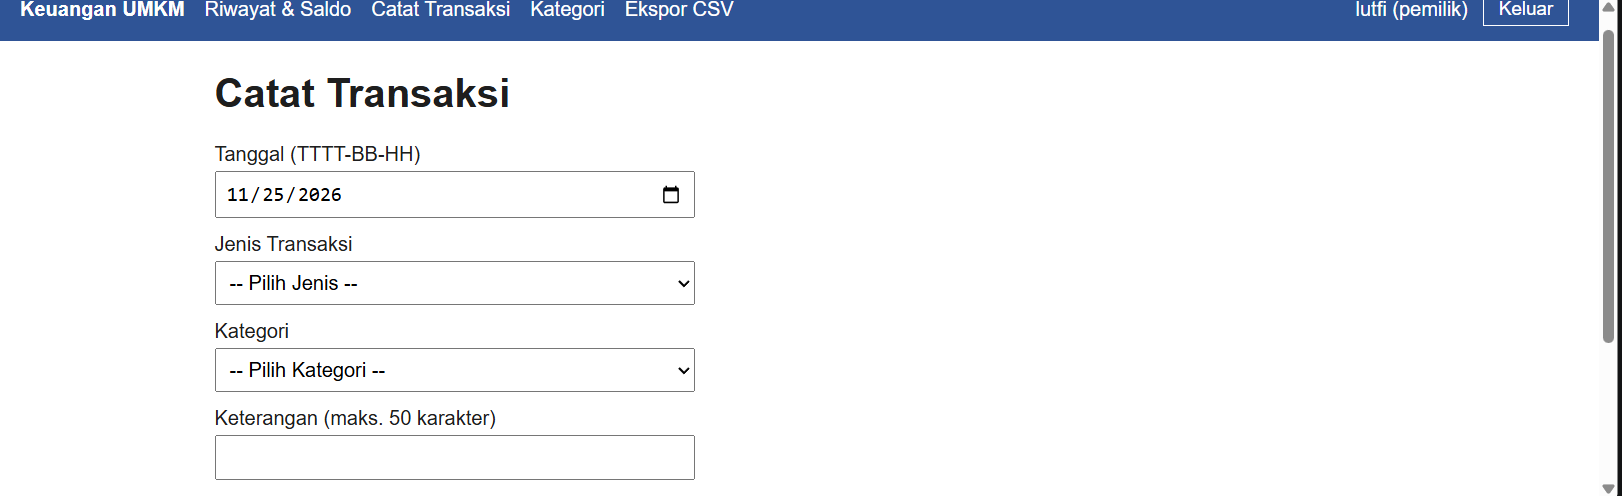 Keuangan UMKM Riwayat & Saldo Catat Transaksi Kategori Ekspor CSV lutfi (pemilik) Keluar
Catat Transaksi
Tanggal (TTTT-BB-HH)
11/25/2026
Jenis Transaksi
-- Pilih Jenis --
Kategori
-- Pilih Kategori --
Keterangan (maks. 50 karakter)